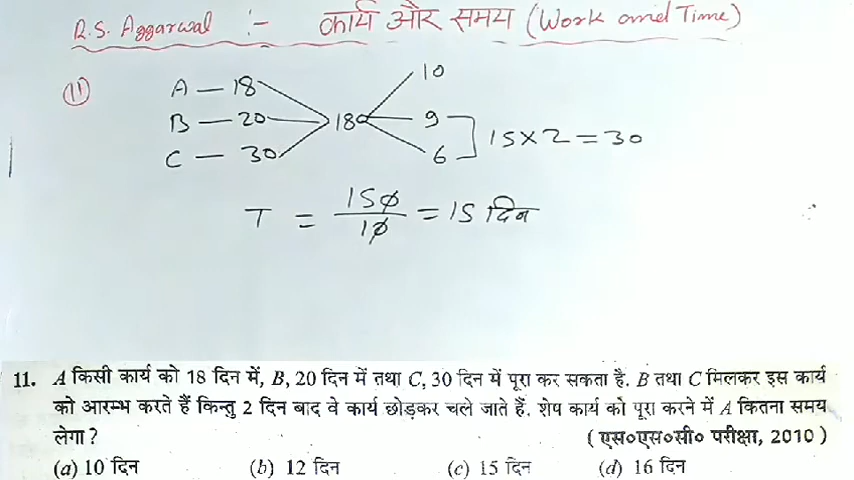 R.S. Aggarwal :- कार्य और समय (Work and Time)
11 A — 18 10
B — 20 180 9 15×2=30
C — 30 6
T = 150/10 = 15 दिन
11. A किसी कार्य को 18 दिन में, B, 20 दिन में तथा C, 30 दिन में पूरा कर सकता है. B तथा C मिलकर इस कार्य
को आरम्भ करते हैं किन्तु 2 दिन बाद वे कार्य छोड़कर चले जाते हैं. शेष कार्य को पूरा करने में A कितना समय
लेगा? (एस०एस०सी० परीक्षा, 2010)
(a) 10 दिन (b) 12 दिन (c) 15 दिन (d) 16 दिन